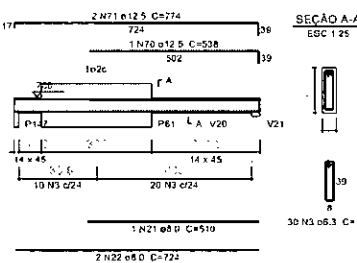 2 N71 ø12.5 C=774
17
724
39
SEÇÃO A-A
ESC 1:25
1 N70 ø12.5 C=538
502
39
A
A
V20
V21
P61
14 x 45
14 x 45
10 N3 c/24
20 N3 c/24
39
8
30 N3 ø6.3 C=
1 N21 ø8.0 C=510
2 N22 ø8.0 C=724